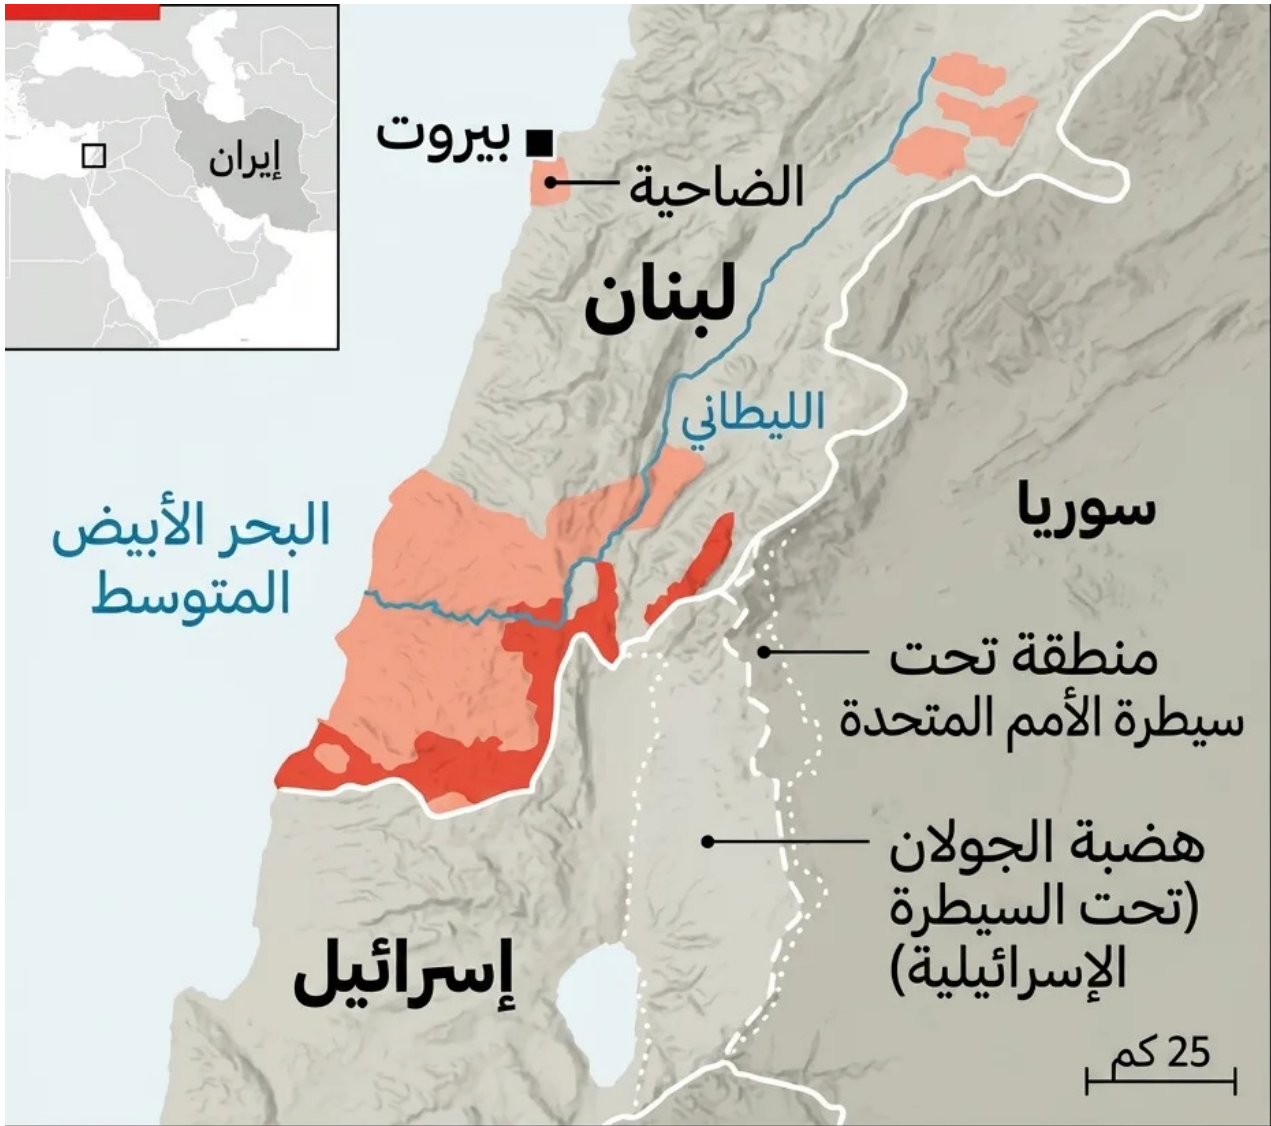 إيران
بيروت
الضاحية
لبنان
الليطاني
البحر الأبيض
المتوسط
سوريا
منطقة تحت
سيطرة الأمم المتحدة
هضبة الجولان
(تحت السيطرة
الإسرائيلية)
إسرائيل
25 كم